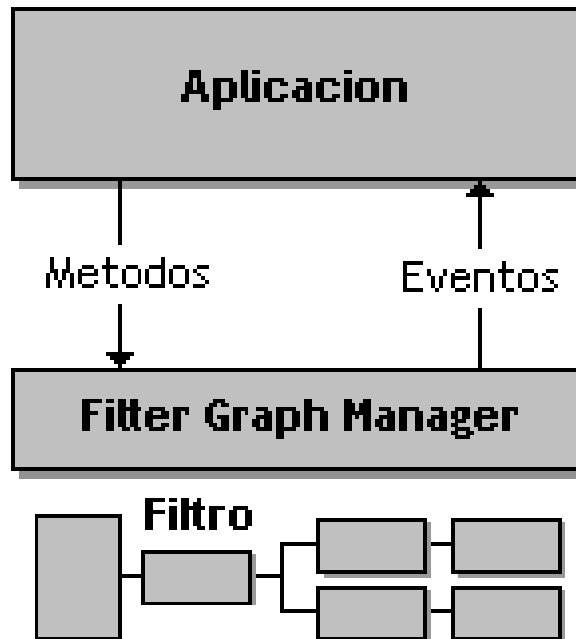 Aplicacion
Metodos
Eventos
Filter Graph Manager
Filtro